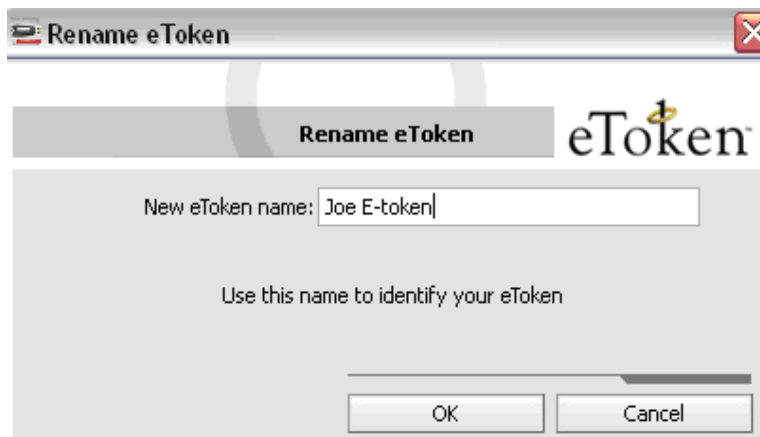 Rename eToken
Rename eToken
eToken
New eToken name: Joe E-token
Use this name to identify your eToken
OK
Cancel